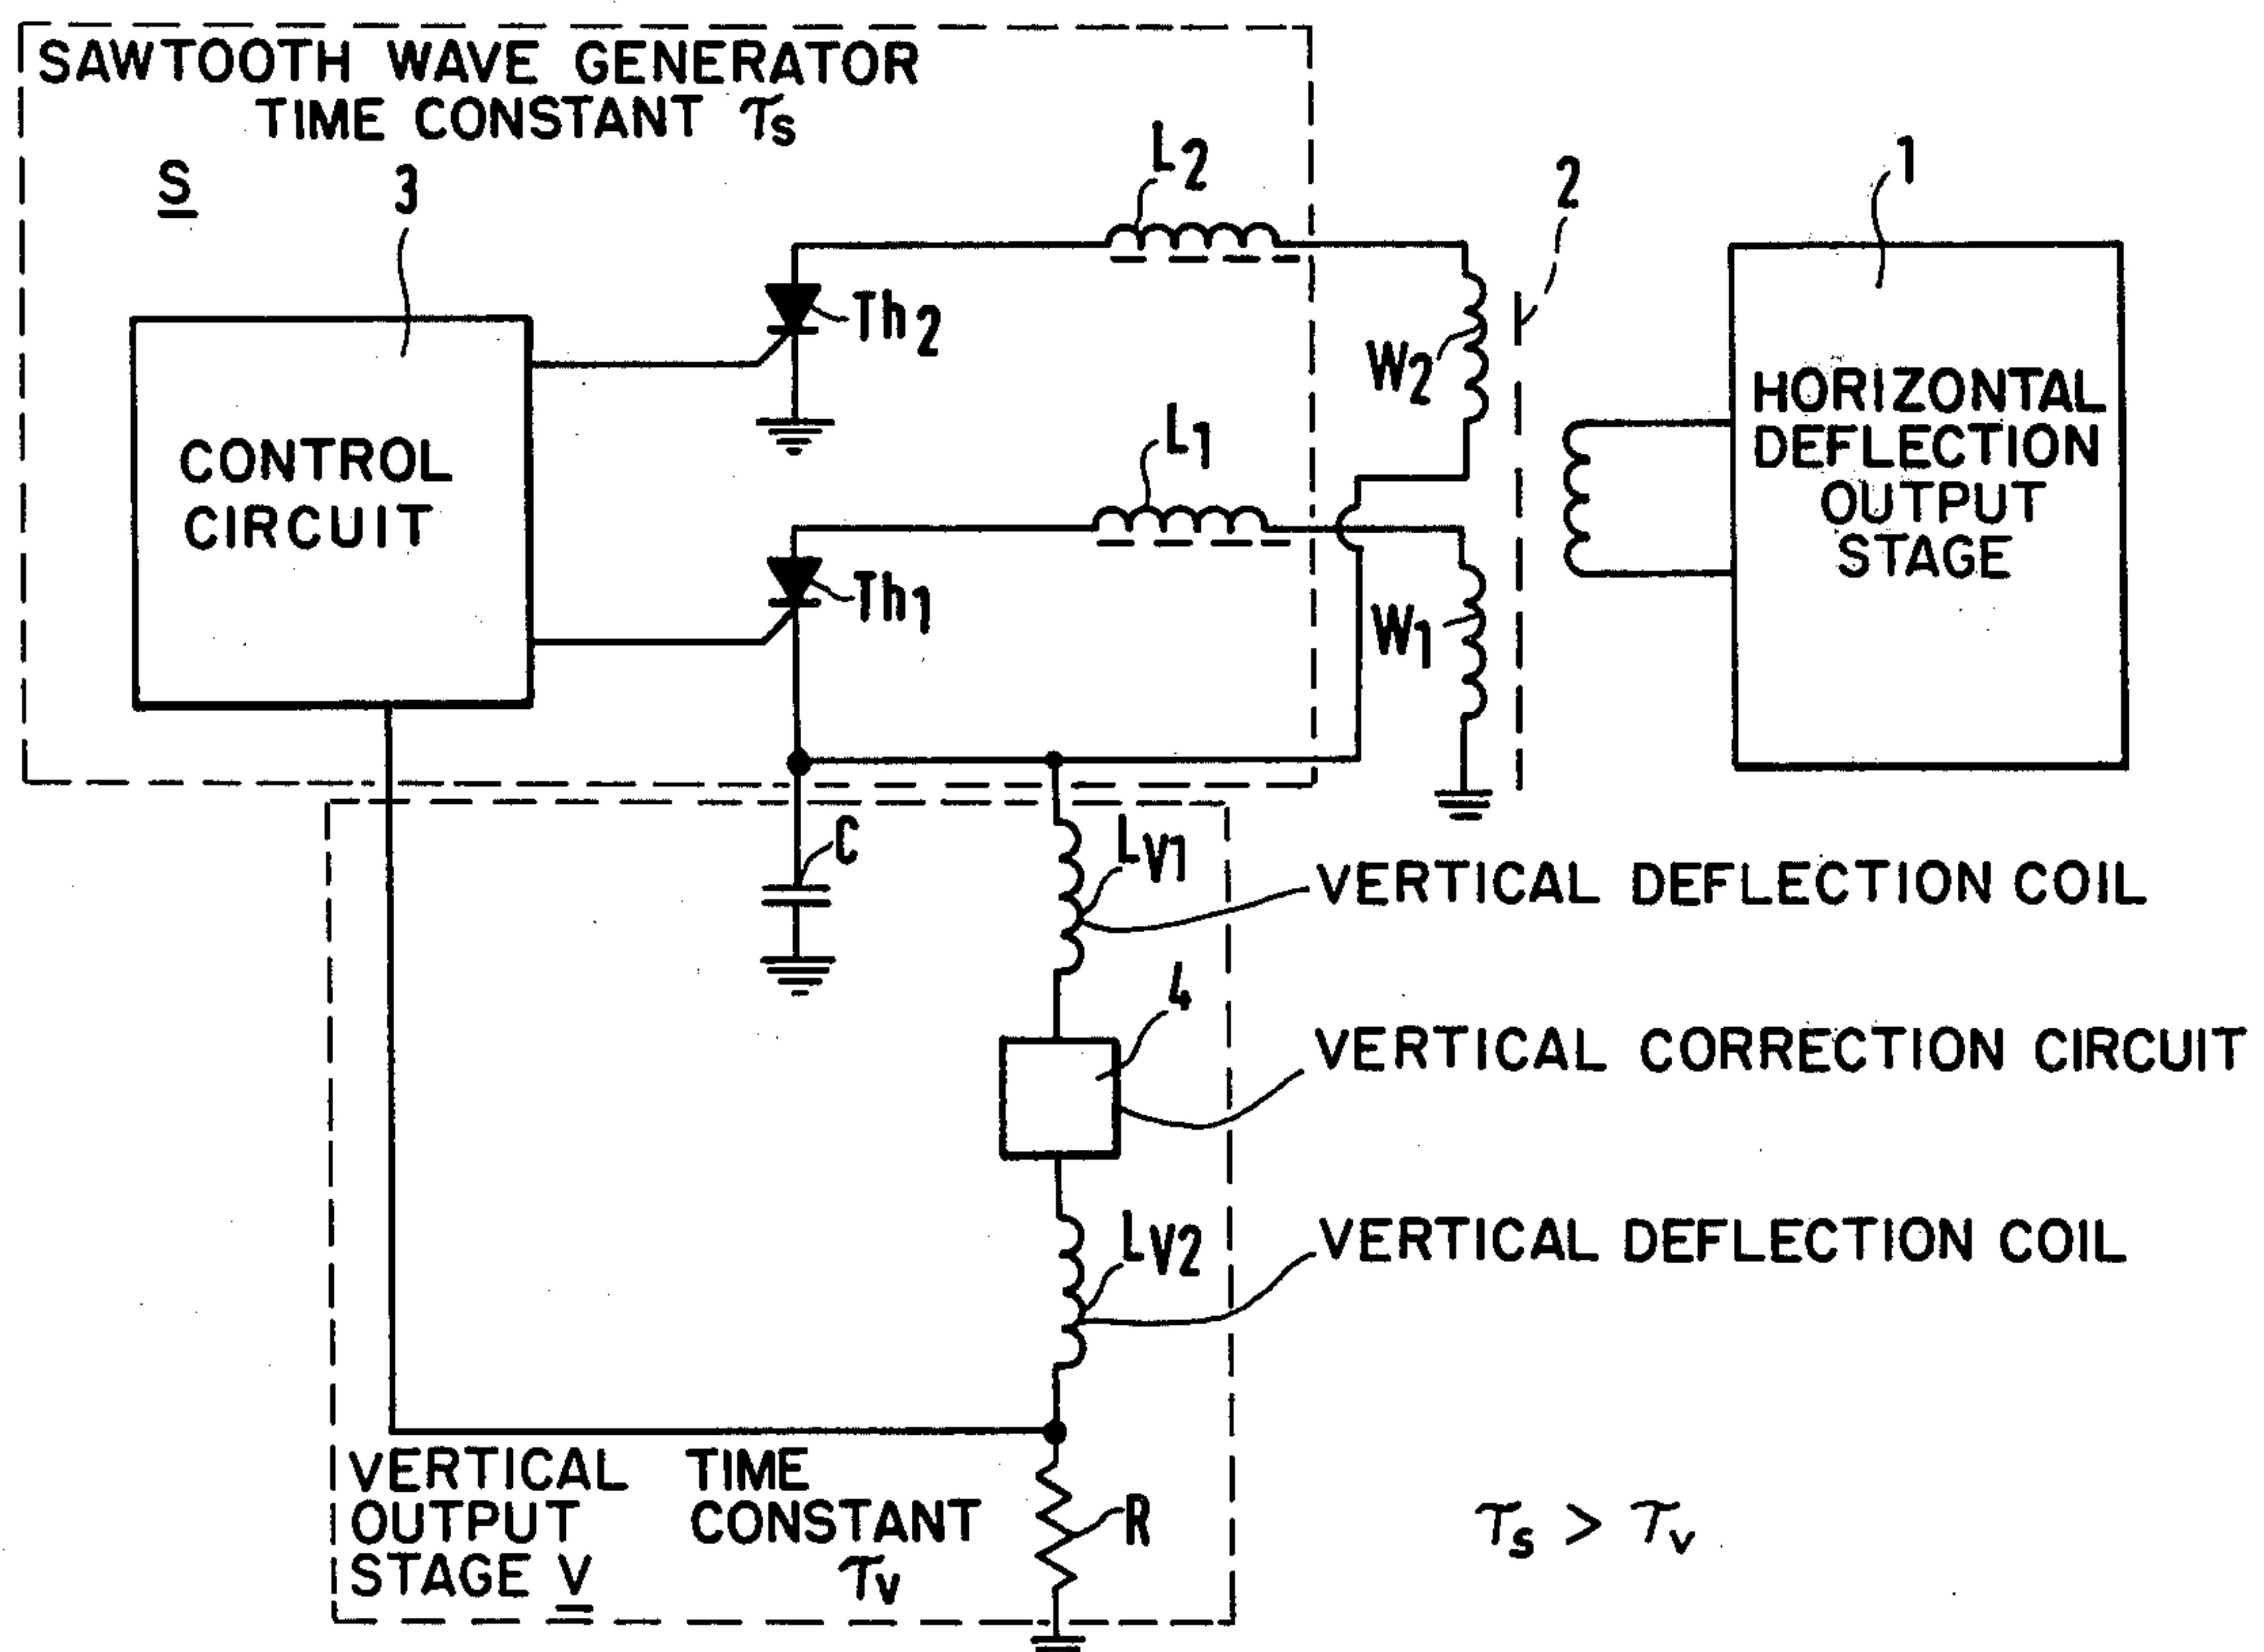 SAWTOOTH WAVE GENERATOR
TIME CONSTANT τs
S
3
L2
2
1
Th2
W2
HORIZONTAL
DEFLECTION
OUTPUT
STAGE
CONTROL
CIRCUIT
L1
Th1
W1
C
LV1
VERTICAL DEFLECTION COIL
4
VERTICAL CORRECTION CIRCUIT
LV2
VERTICAL DEFLECTION COIL
VERTICAL
OUTPUT
STAGE V
TIME
CONSTANT
τv
R
τs > τv